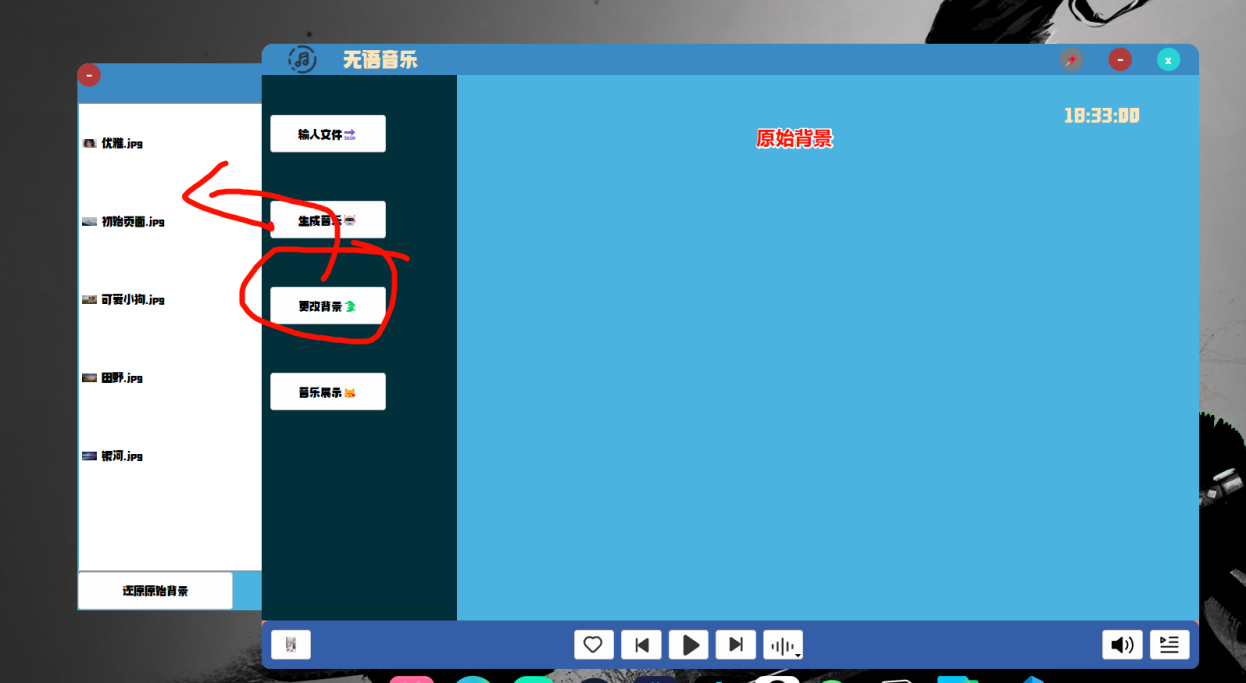 无语音乐
-
x
-
18:33:00
原始背景
输入文件
SOON
生成音乐
更改背景
音乐展示
优雅.jpg
初始页面.jpg
可爱小狗.jpg
田野.jpg
银河.jpg
还原原始背景